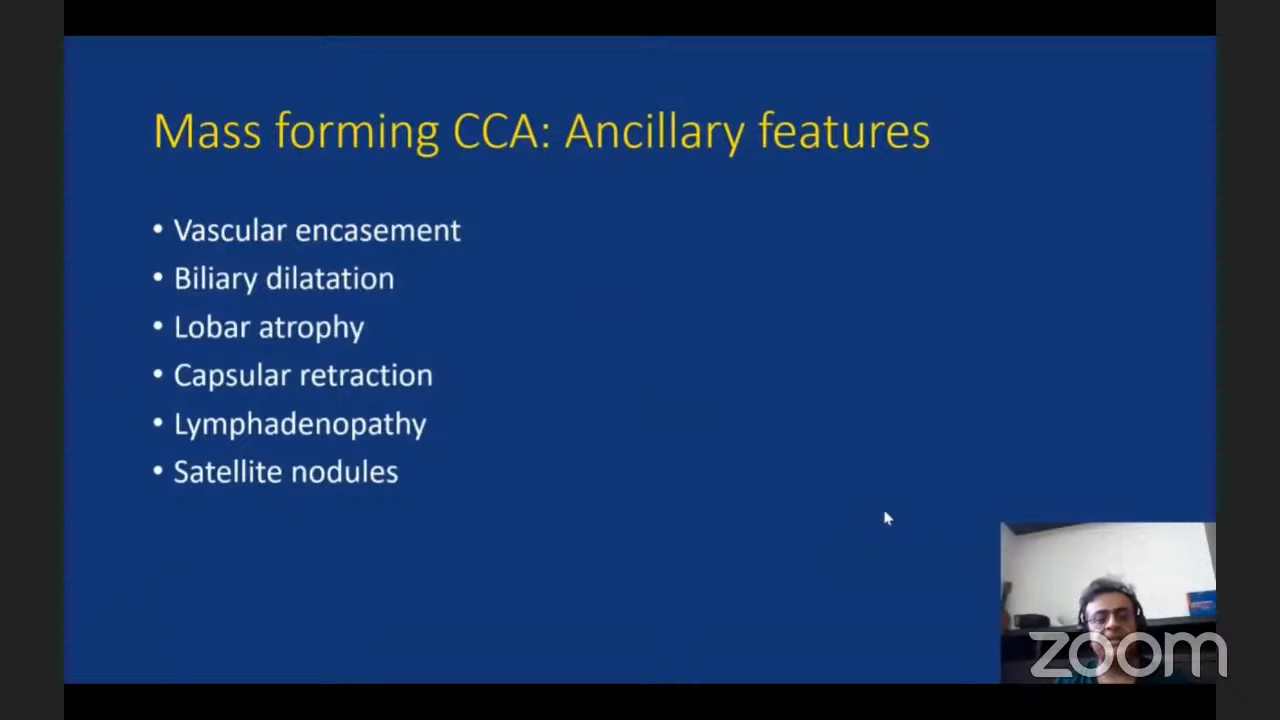 Mass forming CCA: Ancillary features
• Vascular encasement
• Biliary dilatation
• Lobar atrophy
• Capsular retraction
• Lymphadenopathy
• Satellite nodules
zoom